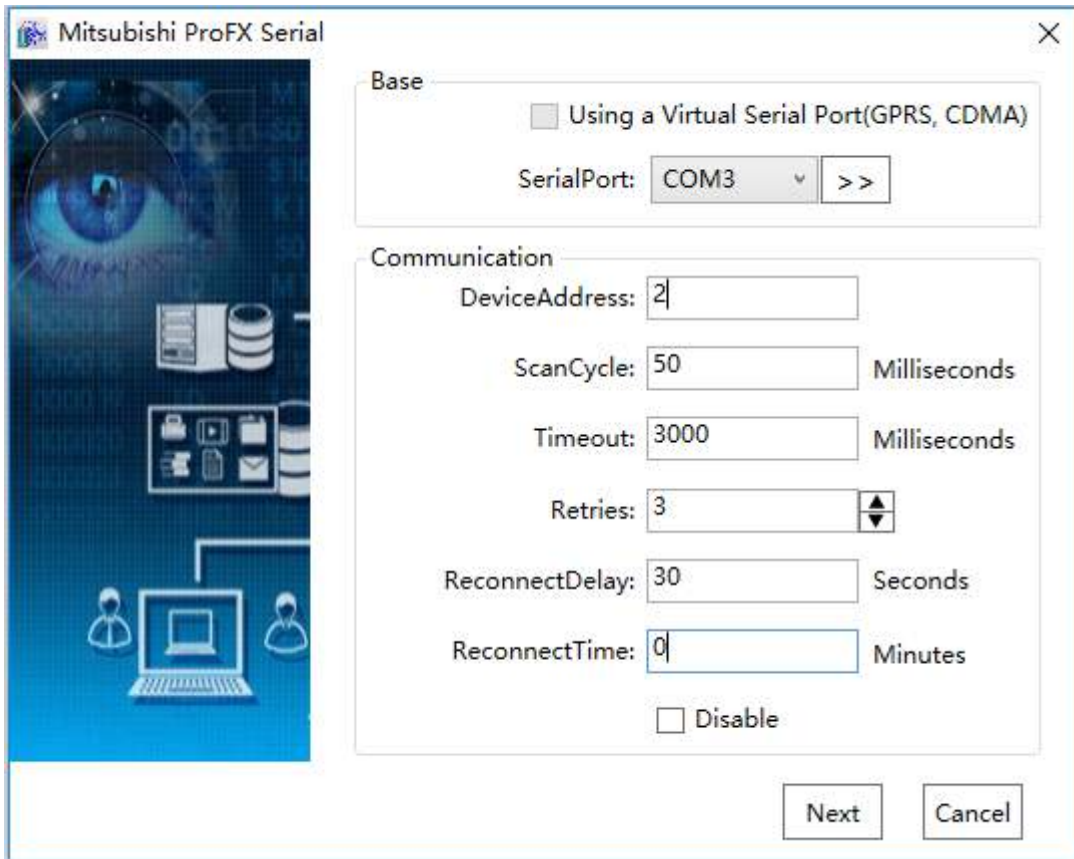 Mitsubishi ProFX Serial
Base
Using a Virtual Serial Port(GPRS, CDMA)
SerialPort: COM3 >>
Communication
DeviceAddress: 2
ScanCycle: 50 Milliseconds
Timeout: 3000 Milliseconds
Retries: 3
ReconnectDelay: 30 Seconds
ReconnectTime: 0 Minutes
Disable
Next Cancel